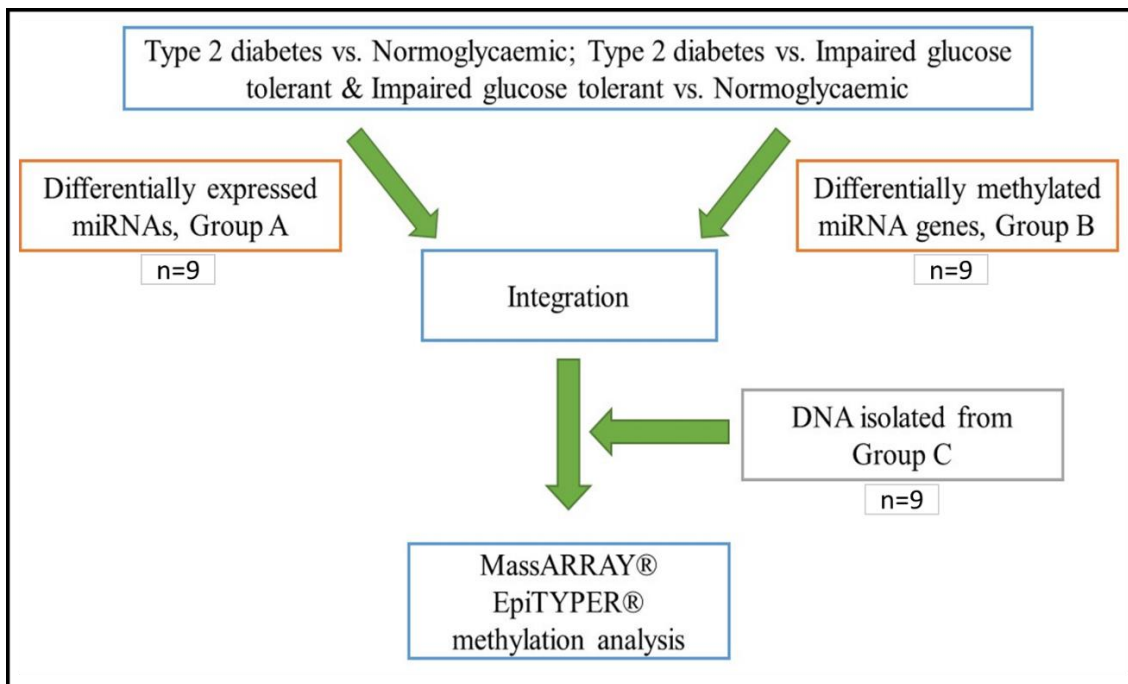 Type 2 diabetes vs. Normoglycaemic; Type 2 diabetes vs. Impaired glucose
tolerant & Impaired glucose tolerant vs. Normoglycaemic
Differentially expressed
miRNAs, Group A
n=9
Differentially methylated
miRNA genes, Group B
n=9
Integration
DNA isolated from
Group C
n=9
MassARRAY®
EpiTYPER®
methylation analysis